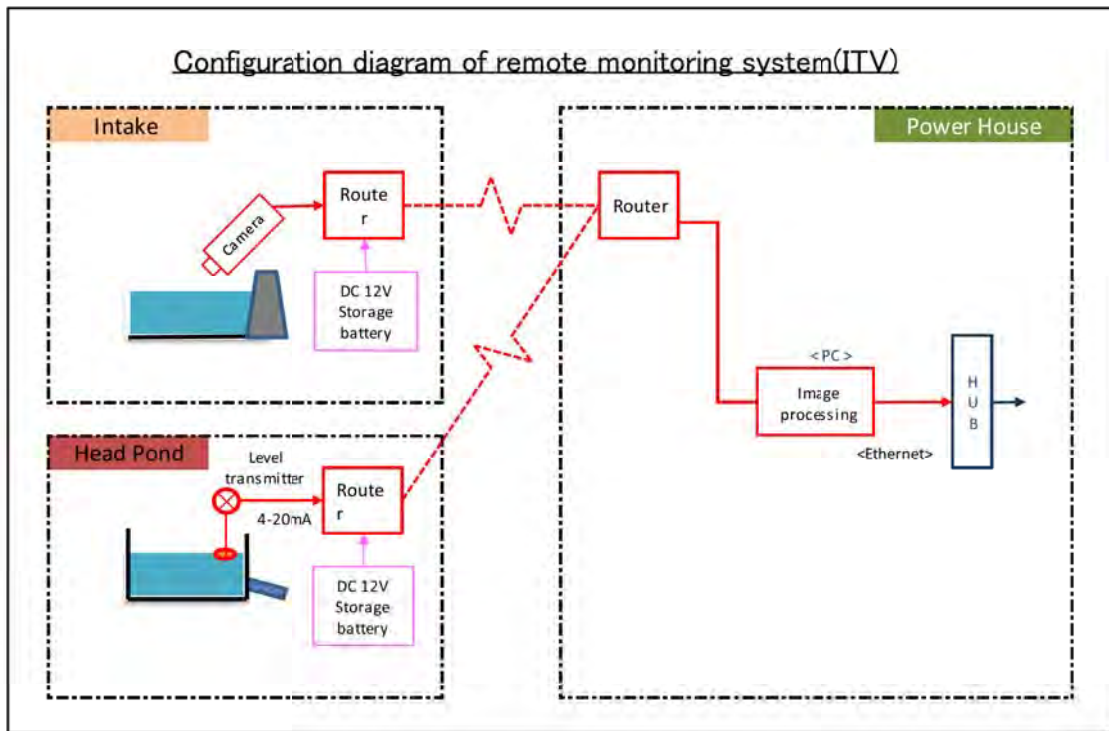 Configuration diagram of remote monitoring system(ITV)
Intake
Camera
Route
r
DC 12V
Storage
battery
Head Pond
Level
transmitter
4-20mA
Route
r
DC 12V
Storage
battery
Power House
Router
<PC>
Image
processing
<Ethernet>
H
U
B